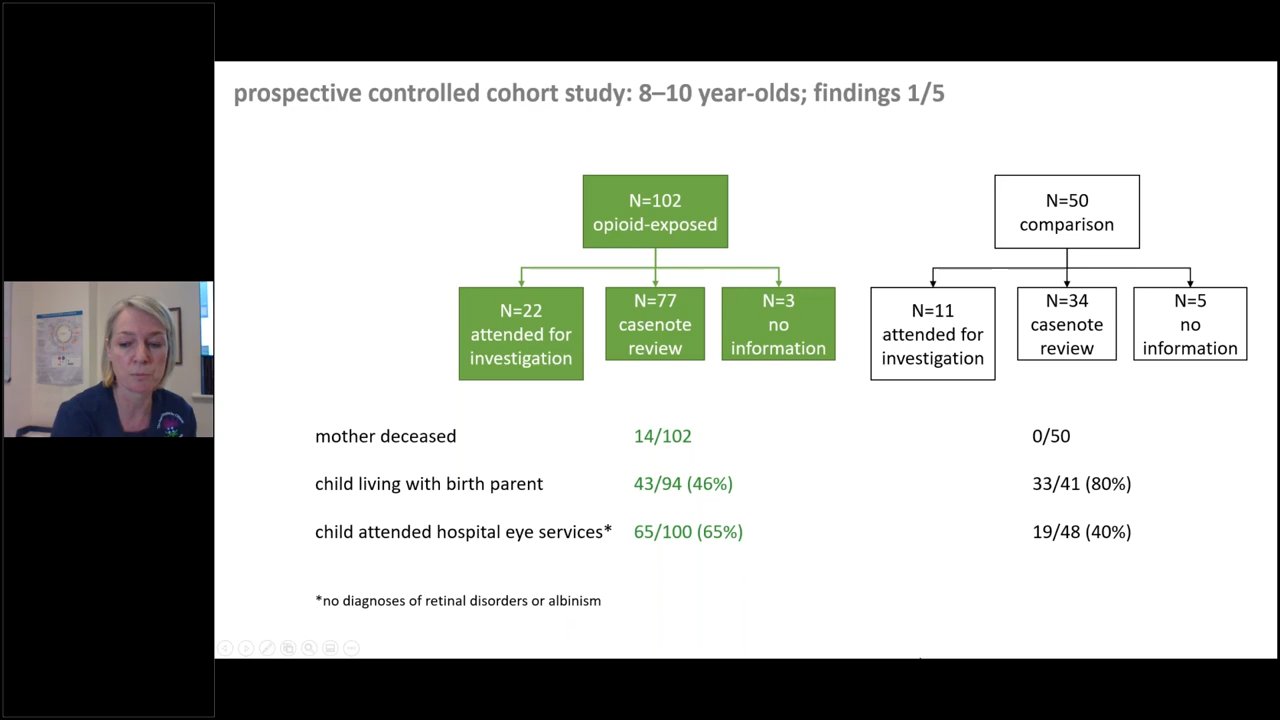 prospective controlled cohort study: 8–10 year-olds; findings 1/5
N=102
opioid-exposed
N=50
comparison
N=22
attended for
investigation
N=77
casenote
review
N=3
no
information
N=11
attended for
investigation
N=34
casenote
review
N=5
no
information
mother deceased 14/102 0/50
child living with birth parent 43/94 (46%) 33/41 (80%)
child attended hospital eye services* 65/100 (65%) 19/48 (40%)
*no diagnoses of retinal disorders or albinism